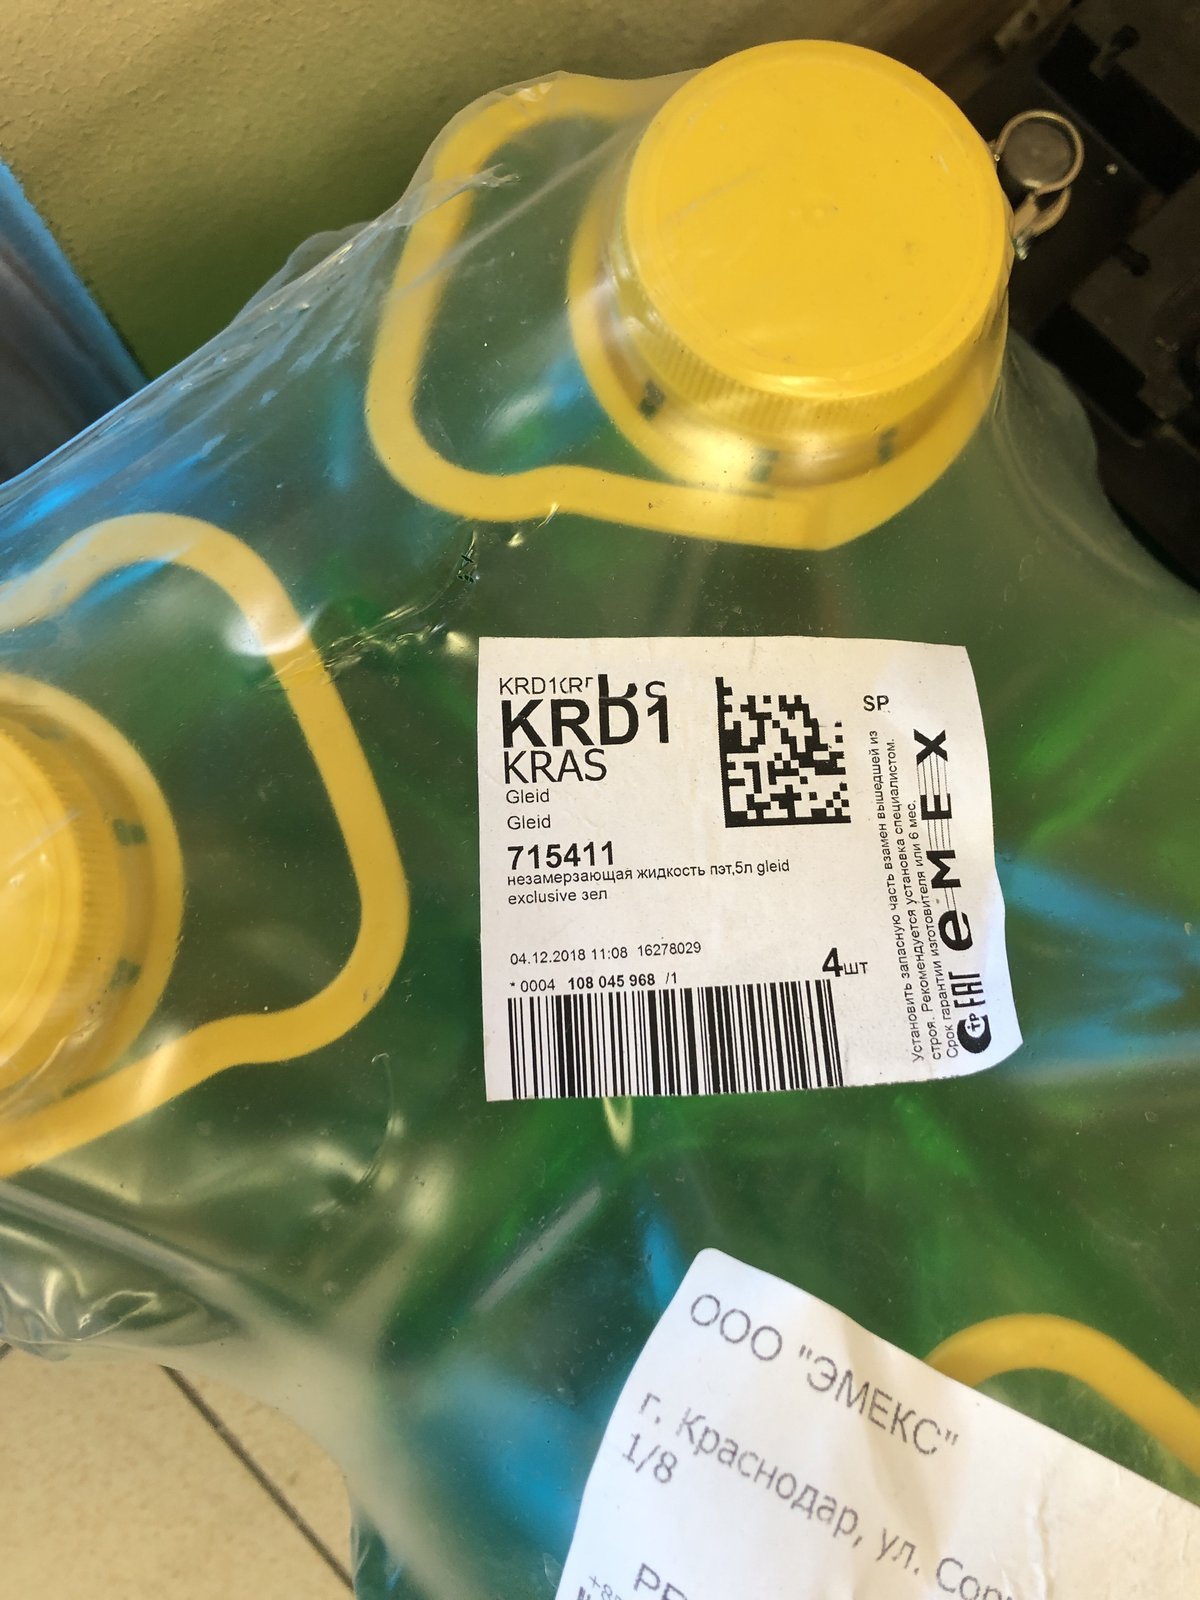 KRD1
KRAS
Gleid
Gleid
715411
незамерзающая жидкость пэт,5л gleid
exclusive зел
04.12.2018 11:08 16278029
* 0004 108 045 968 /1
4шт
SP
Установить запасную часть взамен вышедшей из
строя. Рекомендуется установка специалистом.
Срок гарантии изготовителя или 6 мес.
eMEX
тр ЕАС
ООО "ЭМЕКС"
г. Краснодар, ул.
1/8